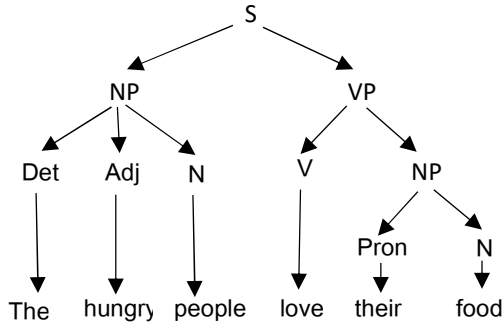 S
NP VP
Det Adj N V NP
Pron N
The hungry people love their food